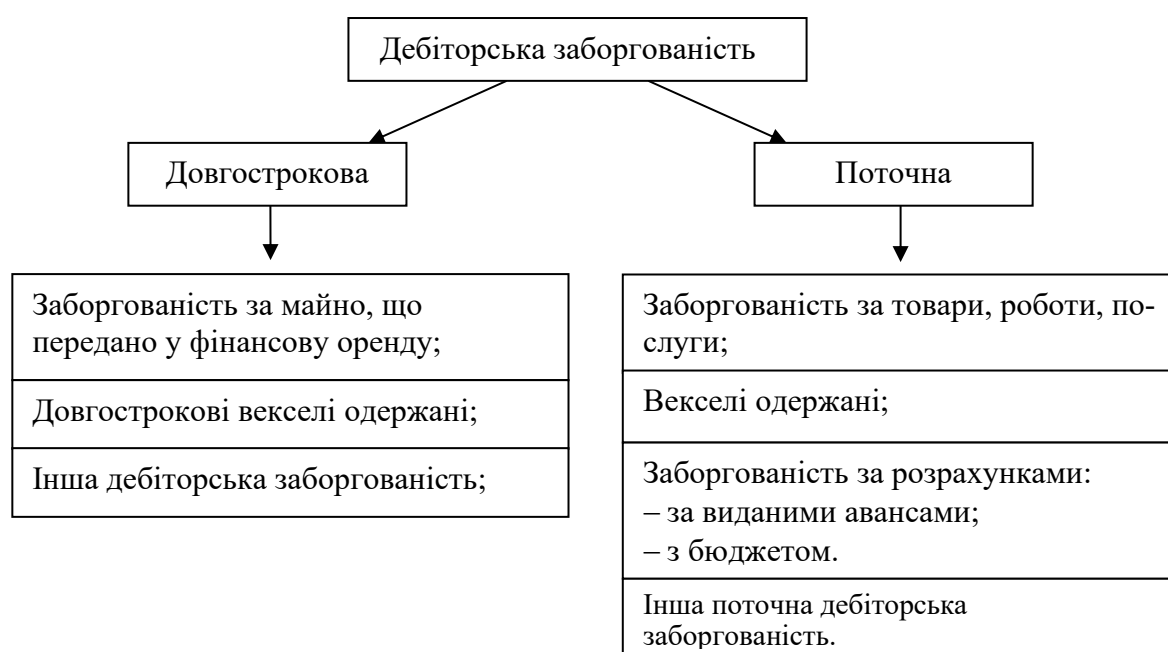 Дебіторська заборгованість
Довгострокова
Поточна
Заборгованість за майно, що
передано у фінансову оренду;
Довгострокові векселі одержані;
Інша дебіторська заборгованість;
Заборгованість за товари, роботи, по-
слуги;
Векселі одержані;
Заборгованість за розрахунками:
– за виданими авансами;
– з бюджетом.
Інша поточна дебіторська
заборгованість.